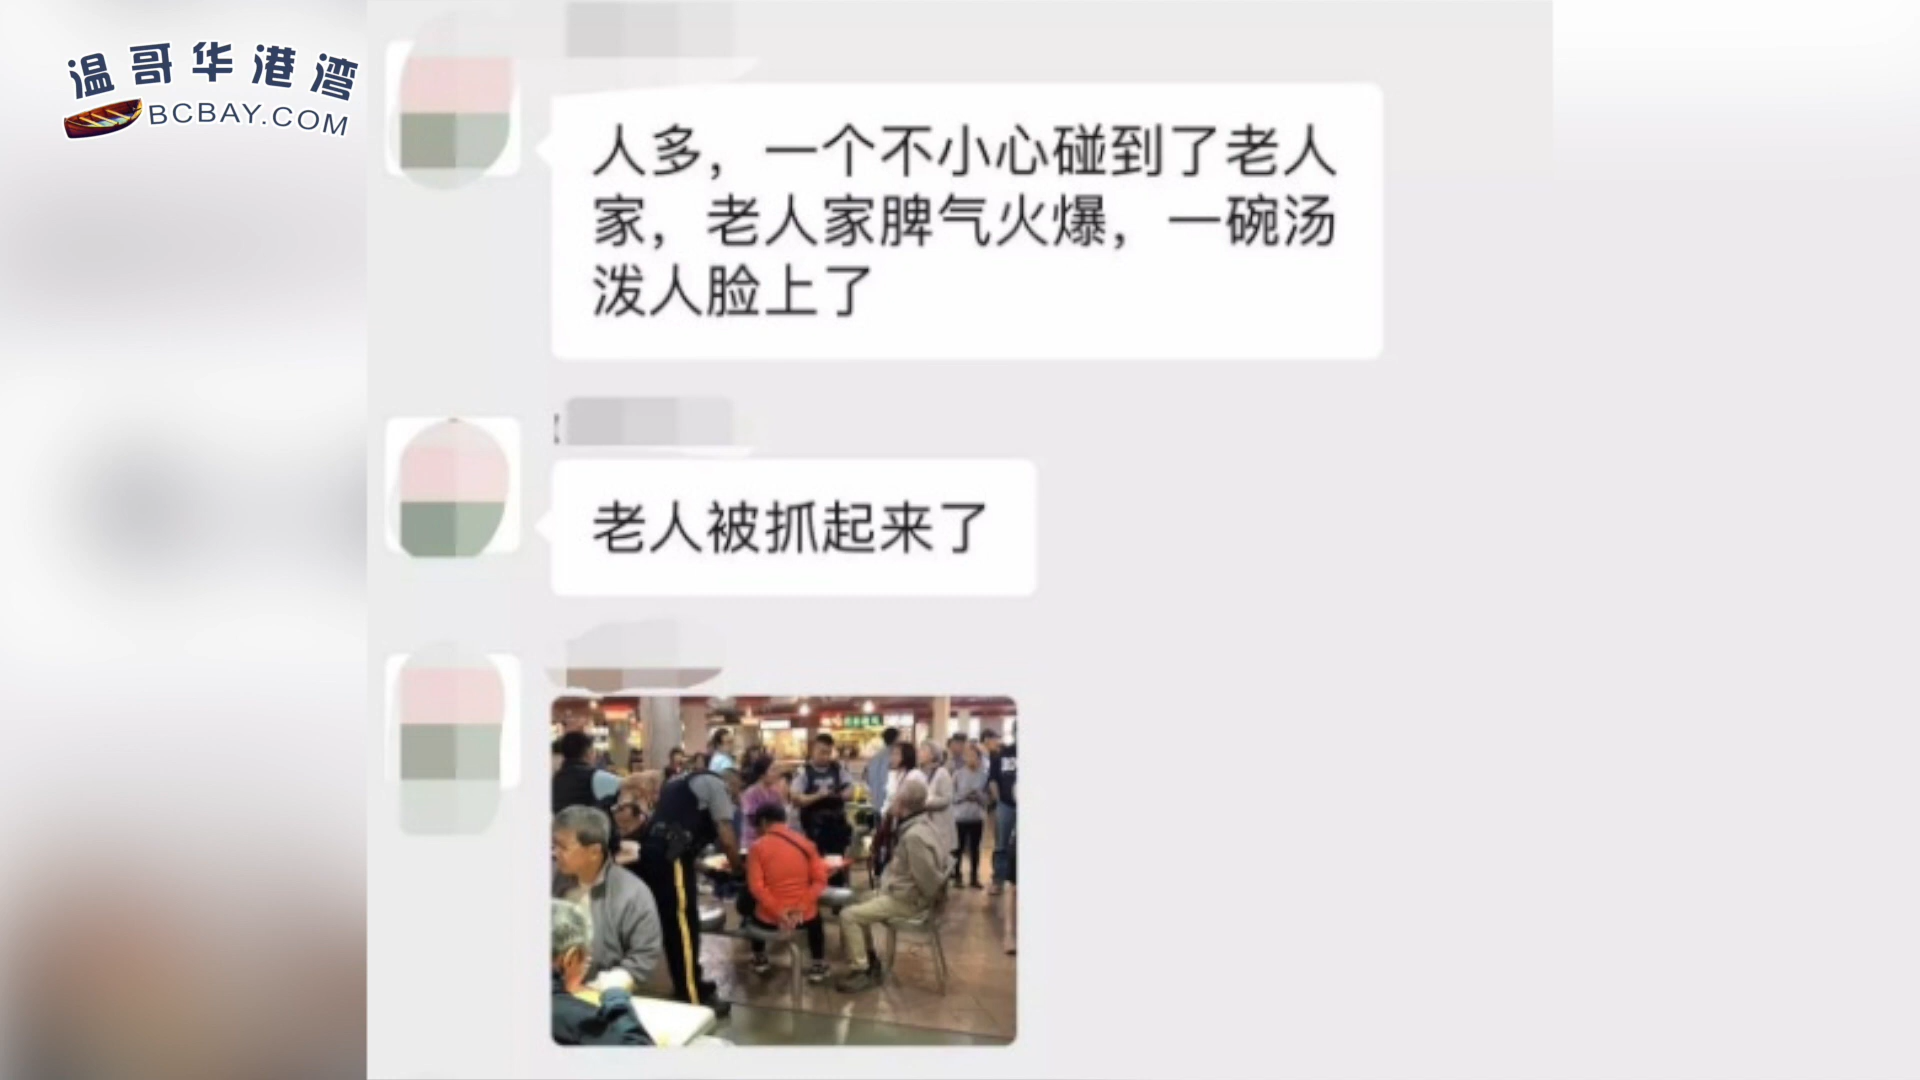 温哥华港湾
BCBAY.COM
人多，一个不小心碰到了老人
家，老人家脾气火爆，一碗汤
泼人脸上了
老人被抓起来了